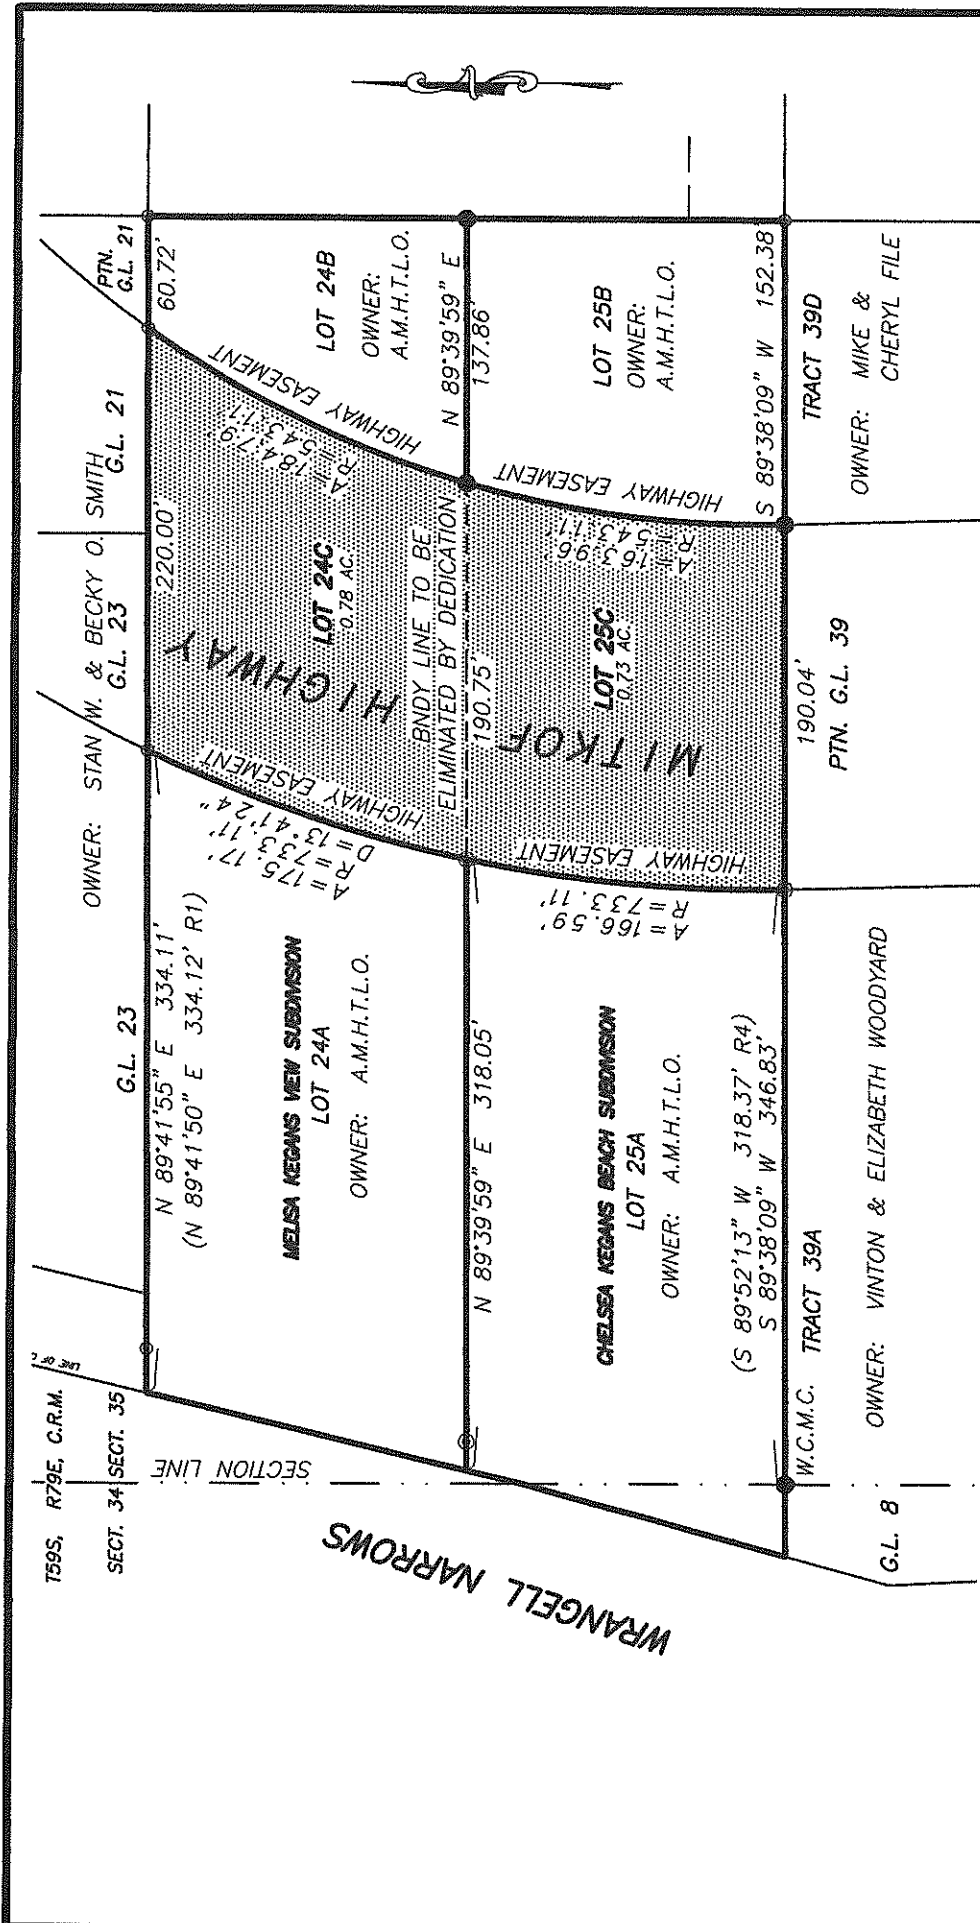 T59S, R79E, C.R.M.
SECT. 34 SECT. 35
SECTION LINE
WRANGELL NARROWS
G.L. 8
OWNER: STAN W. & BECKY O. SMITH
G.L. 23
G.L. 23
G.L. 21
PTN.
G.L. 21
N 89°41'55" E 334.11'
(N 89°41'50" E 334.12' R1)
220.00'
60.72'
MELISA KEGANS VIEW SUBDIVISION
LOT 24A
OWNER: A.M.H.T.L.O.
A=175.17'
R=733.11'
D=13°41'24"
HIGHWAY EASEMENT
HIGHWAY
LOT 24C
0.78 AC.
A=184.79'
R=543.11'
HIGHWAY EASEMENT
LOT 24B
OWNER:
A.M.H.T.L.O.
BNDY LINE TO BE
ELIMINATED BY DEDICATION
N 89°39'59" E 318.05'
190.75'
N 89°39'59" E
137.86'
CHELSEA KEGANS BEACH SUBDIVISION
LOT 25A
OWNER: A.M.H.T.L.O.
A=166.59'
R=733.11'
HIGHWAY EASEMENT
MITKOF
LOT 25C
0.73 AC.
A=163.96'
R=543.11'
HIGHWAY EASEMENT
LOT 25B
OWNER:
A.M.H.T.L.O.
(S 89°52'13" W 318.37' R4)
S 89°38'09" W 346.83'
S 89°38'09" W 152.38
W.C.M.C. TRACT 39A
190.04'
PTN. G.L. 39
TRACT 39D
OWNER: VINTON & ELIZABETH WOODYARD
OWNER: MIKE &
CHERYL FILE